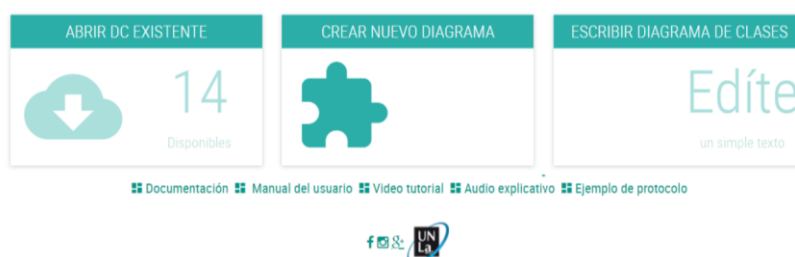 ABRIR DC EXISTENTE
CREAR NUEVO DIAGRAMA
ESCRIBIR DIAGRAMA DE CLASES
14
Disponibles
Edíte
un simple texto
Documentación Manual del usuario Video tutorial Audio explicativo Ejemplo de protocolo
UN
La